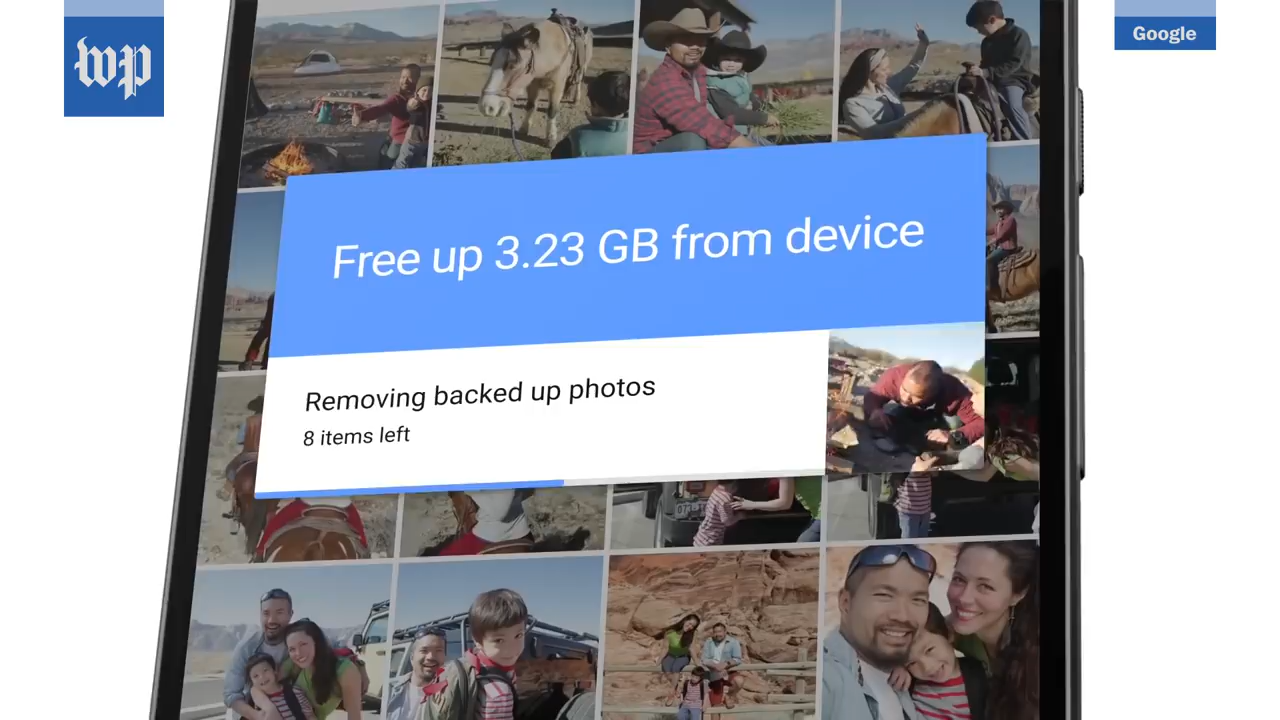 wp
Google
Free up 3.23 GB from device
Removing backed up photos
8 items left